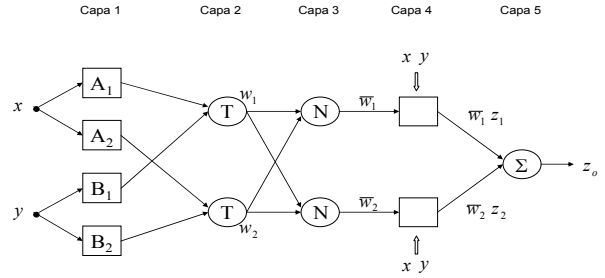 Capa 1 Capa 2 Capa 3 Capa 4 Capa 5
x y
A₁
w₁ w̅₁
x T N w̅₁ z₁
A₂
Σ zₒ
B₁
y T N w̅₂ w̅₂ z₂
B₂ w₂
x y